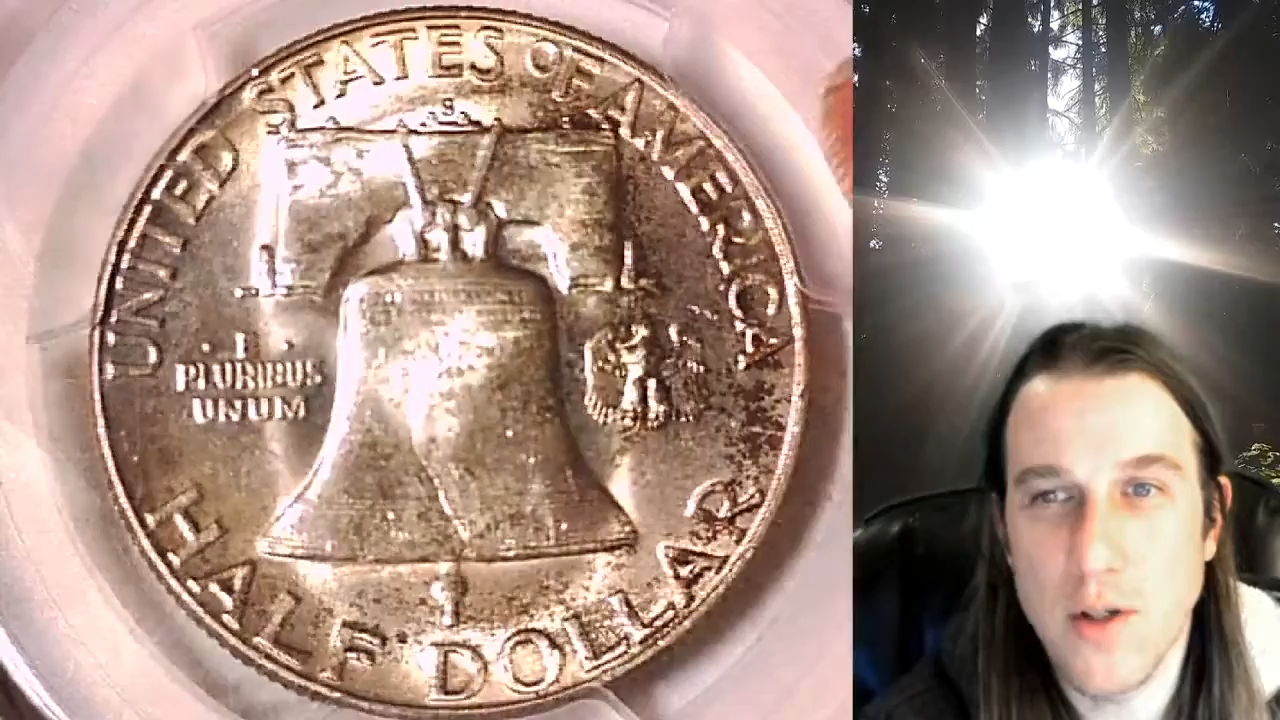 UNITED STATES OF AMERICA
S
· E ·
PLURIBUS
UNUM
HALF DOLLAR